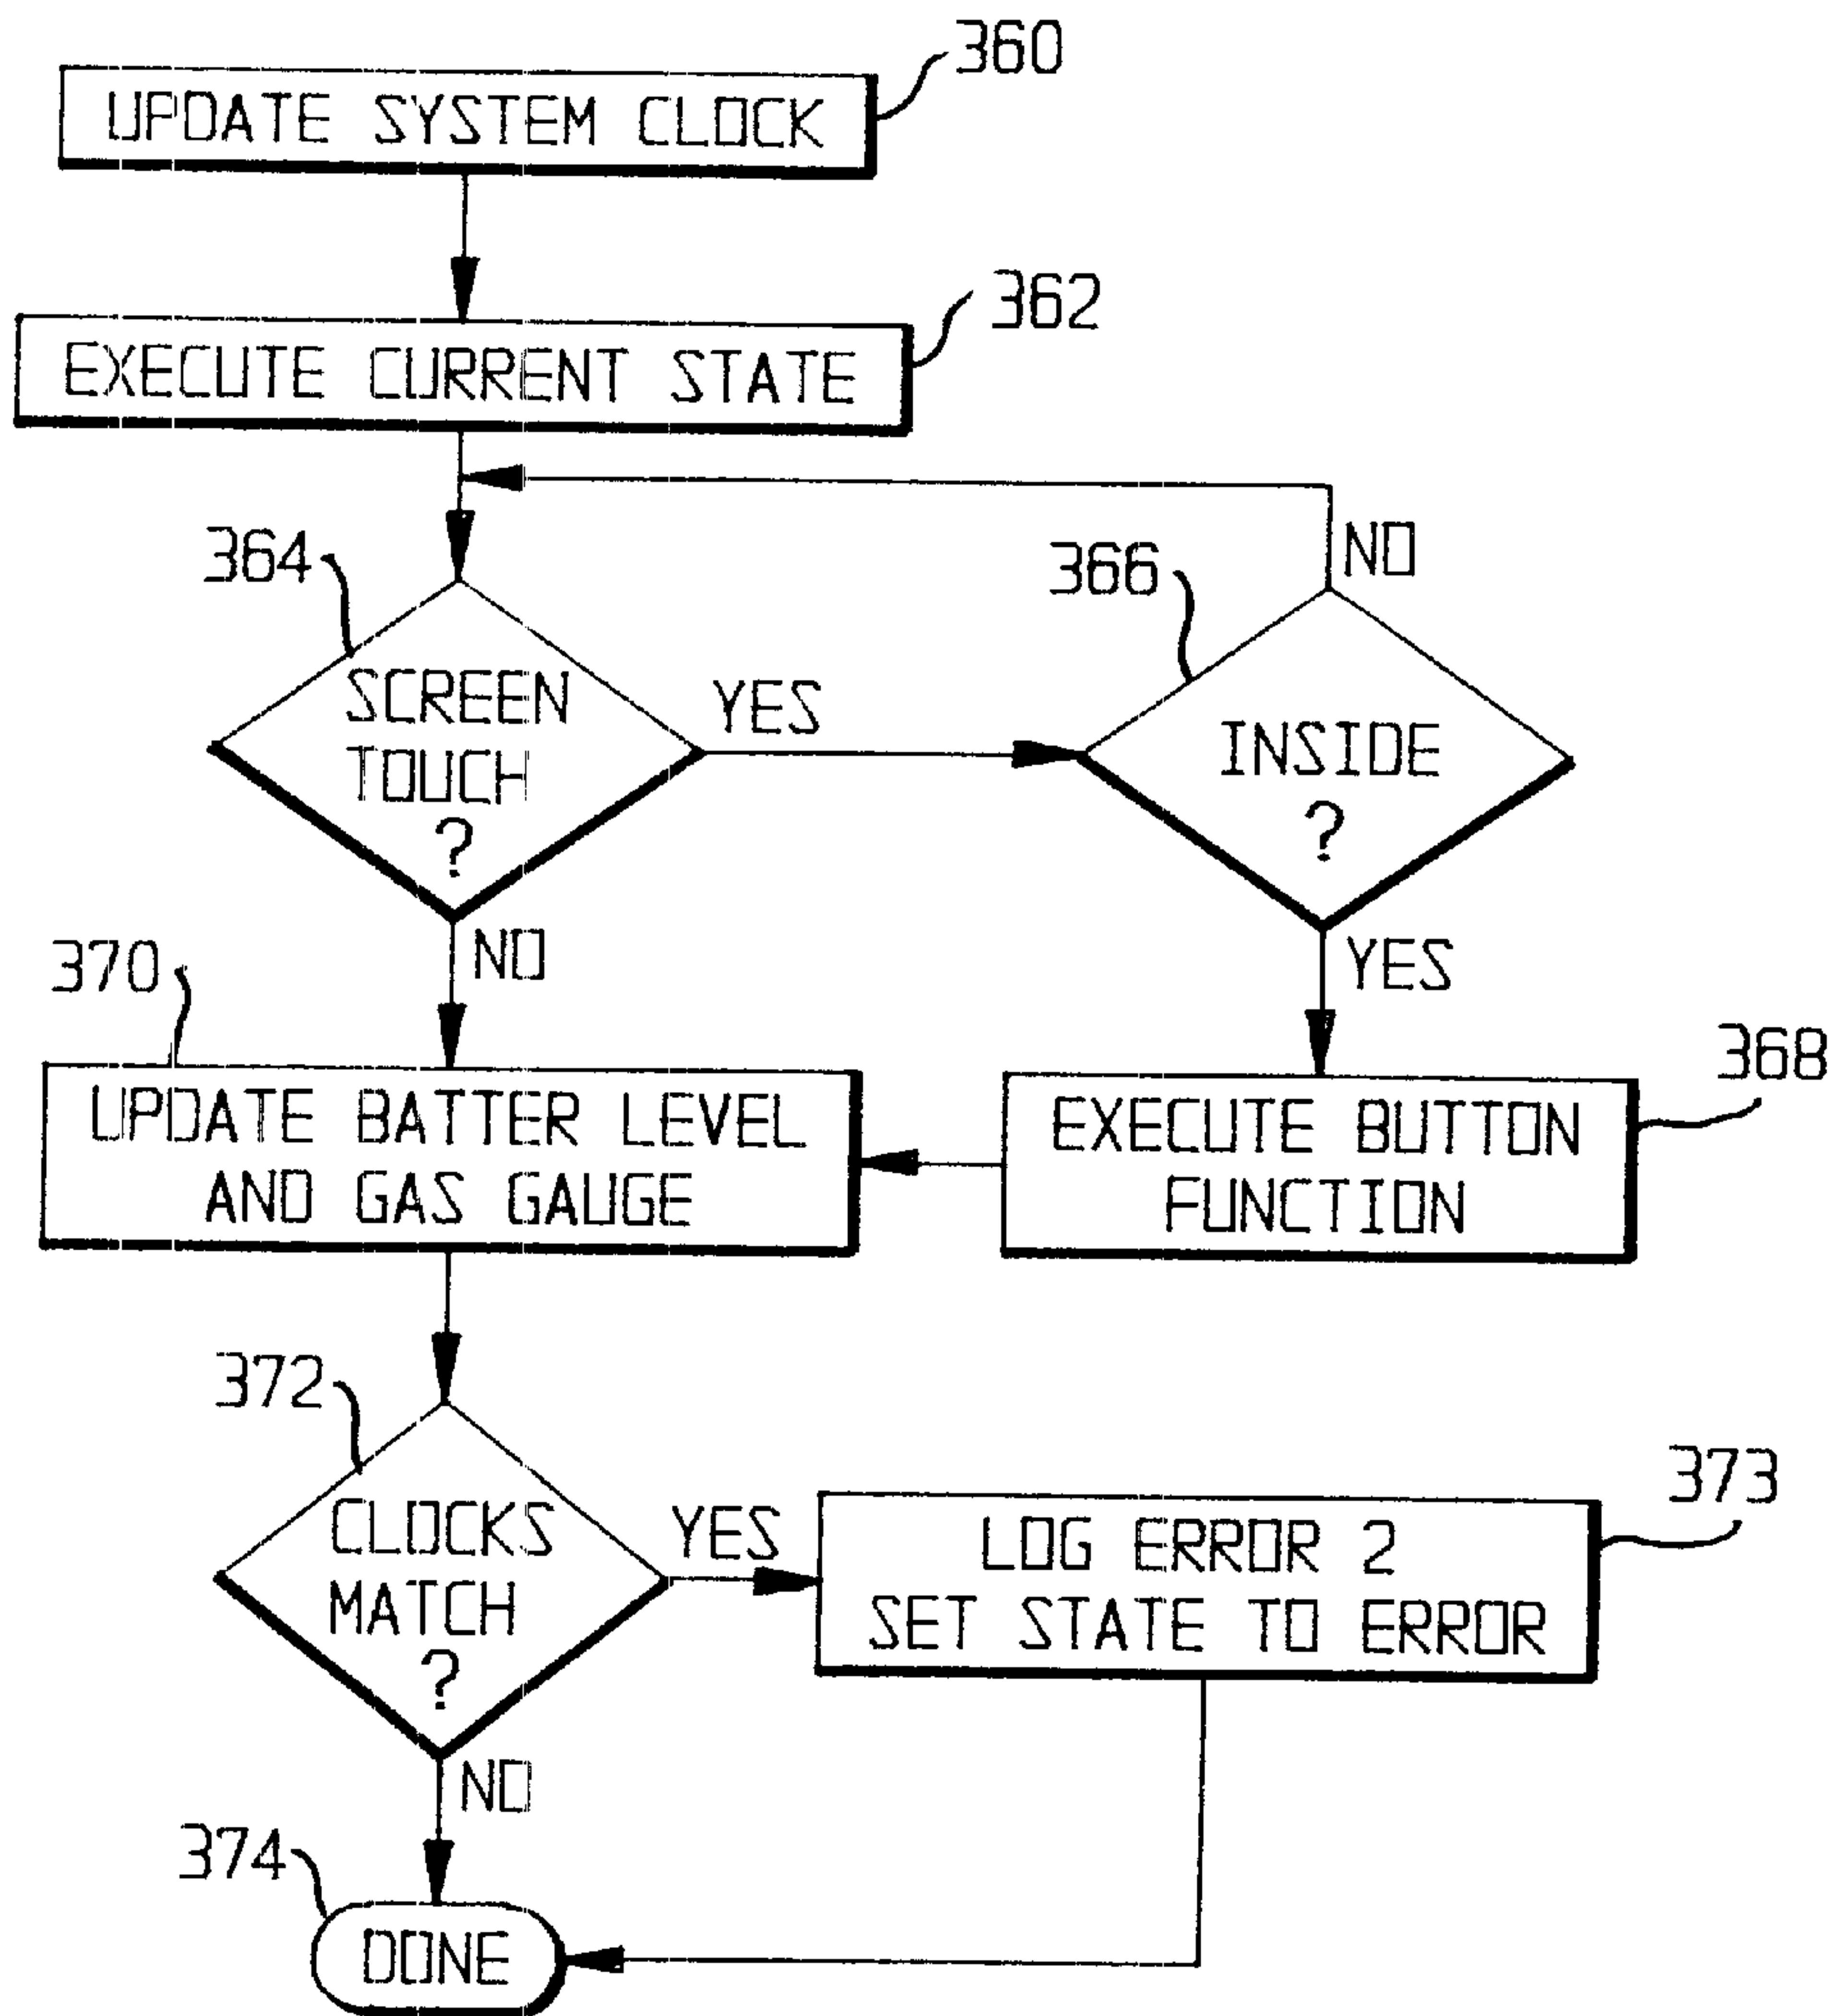 360
UPDATE SYSTEM CLOCK
362
EXECUTE CURRENT STATE
364
SCREEN
TOUCH
?
YES
NO
366
INSIDE
?
NO
YES
368
EXECUTE BUTTON
FUNCTION
370
UPDATE BATTER LEVEL
AND GAS GAUGE
372
CLOCKS
MATCH
?
YES
NO
373
LOG ERROR 2
SET STATE TO ERROR
374
DONE